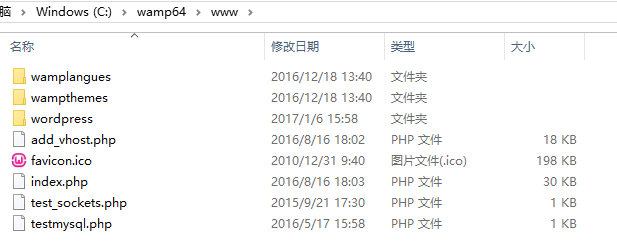 脑 › Windows (C:) › wamp64 › www ›
名称 修改日期 类型 大小
wamplangues 2016/12/18 13:40 文件夹
wampthemes 2016/12/18 13:40 文件夹
wordpress 2017/1/6 15:58 文件夹
add_vhost.php 2016/8/16 18:02 PHP 文件 18 KB
favicon.ico 2010/12/31 9:40 图片文件(.ico) 198 KB
index.php 2016/8/16 18:03 PHP 文件 30 KB
test_sockets.php 2015/9/21 17:30 PHP 文件 1 KB
testmysql.php 2016/5/17 15:58 PHP 文件 1 KB